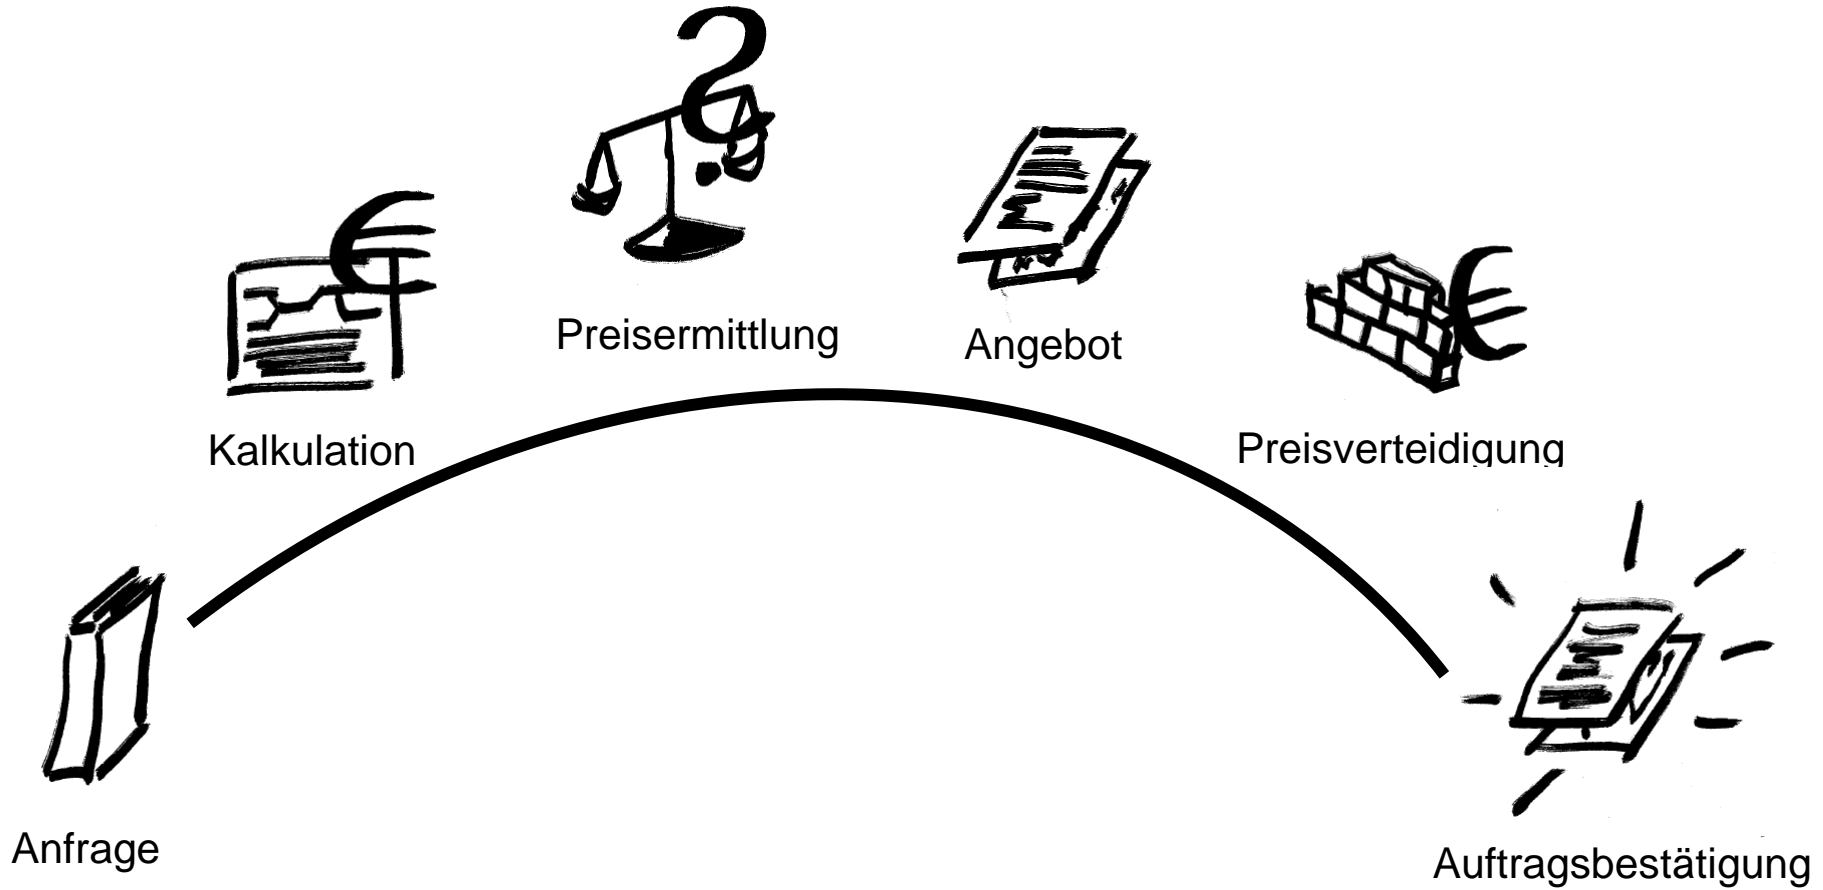 Anfrage
Kalkulation
Preisermittlung
Angebot
Preisverteidigung
Auftragsbestätigung